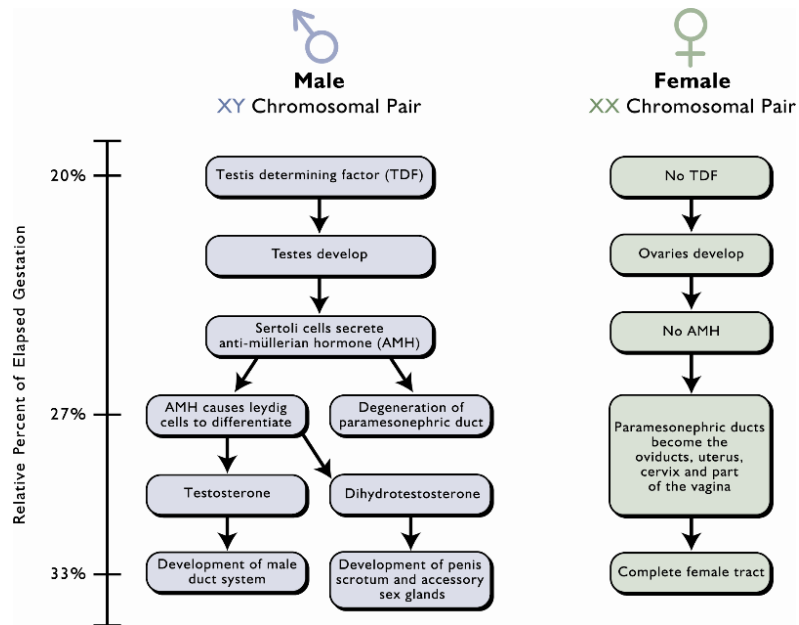 Male
XY Chromosomal Pair
Female
XX Chromosomal Pair
Relative Percent of Elapsed Gestation
20%
27%
33%
Testis determining factor (TDF)
Testes develop
Sertoli cells secrete
anti-müllerian hormone (AMH)
AMH causes leydig
cells to differentiate
Degeneration of
paramesonephric duct
Testosterone
Dihydrotestosterone
Development of male
duct system
Development of penis
scrotum and accessory
sex glands
No TDF
Ovaries develop
No AMH
Paramesonephric ducts
become the
oviducts, uterus,
cervix and part
of the vagina
Complete female tract